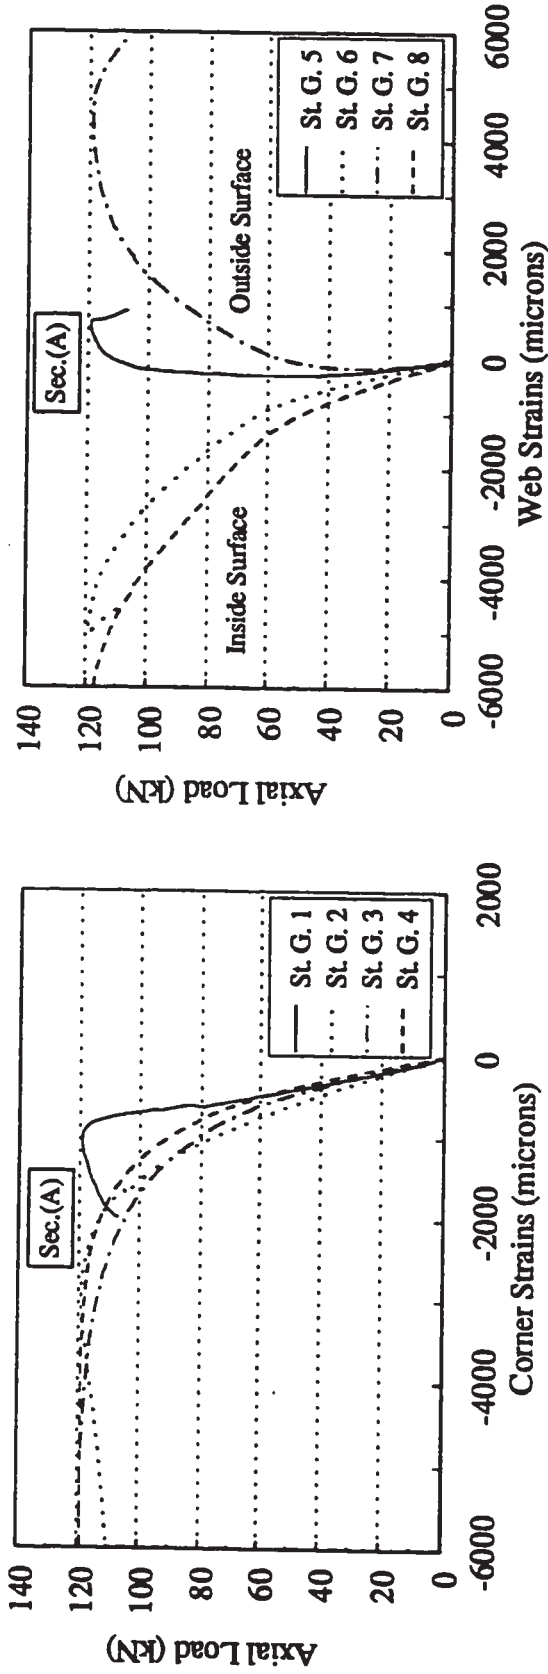 Axial Load (kN)
140
120
100
80
60
40
20
0
Sec.(A)
St. G. 1
St. G. 2
St. G. 3
St. G. 4
-6000
-4000
-2000
0
2000
Corner Strains (microns)
Axial Load (kN)
140
120
100
80
60
40
20
0
Sec.(A)
Inside Surface
Outside Surface
St. G. 5
St. G. 6
St. G. 7
St. G. 8
-6000
-4000
-2000
0
2000
4000
6000
Web Strains (microns)